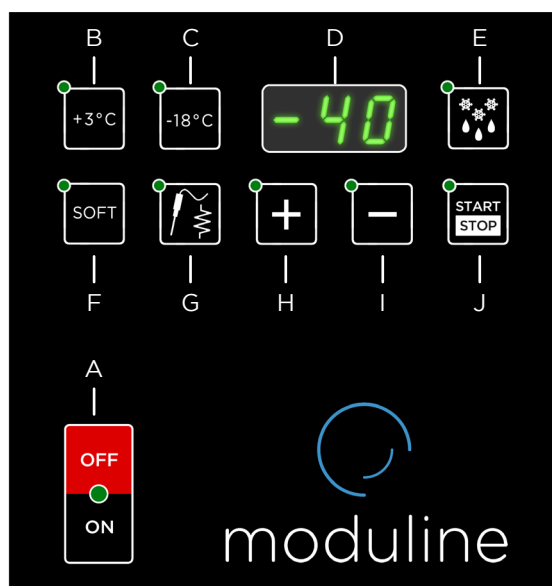 B C D E
+3°C -18°C -40
SOFT + − START
STOP
F G H I J
A
OFF
ON
moduline